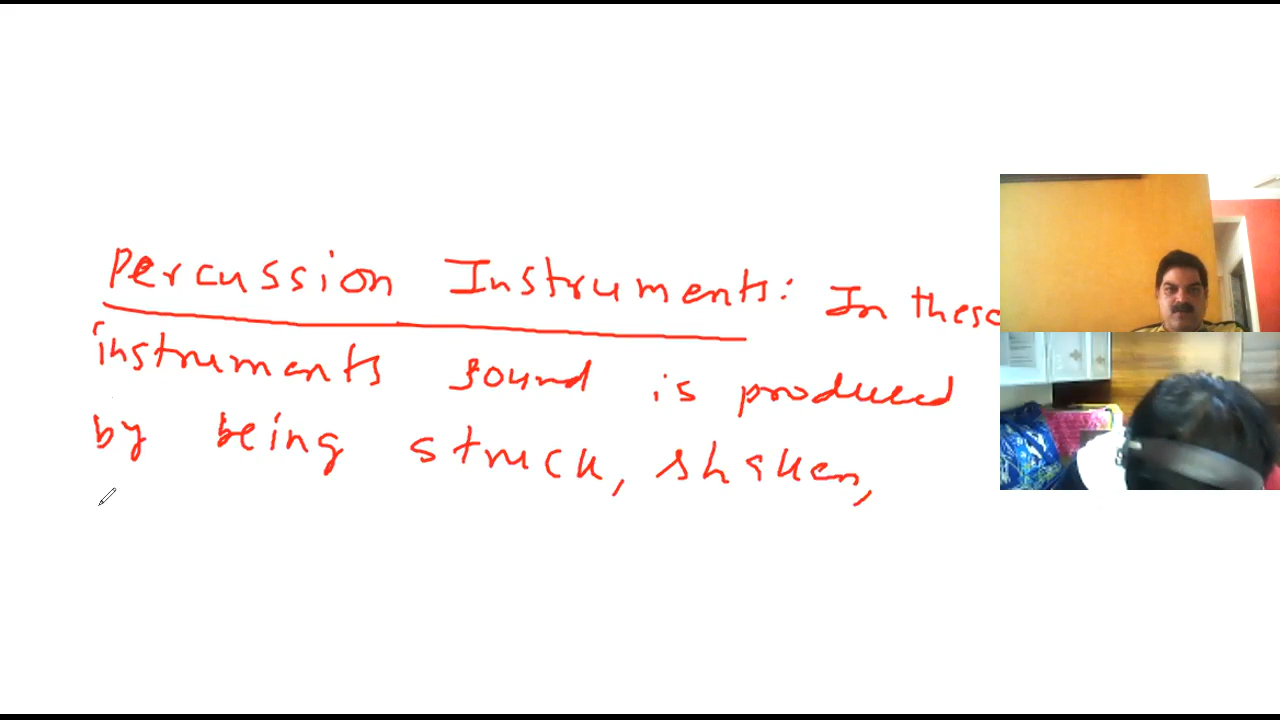 Percussion Instruments: In these
instruments sound is produced
by being struck, shaken,